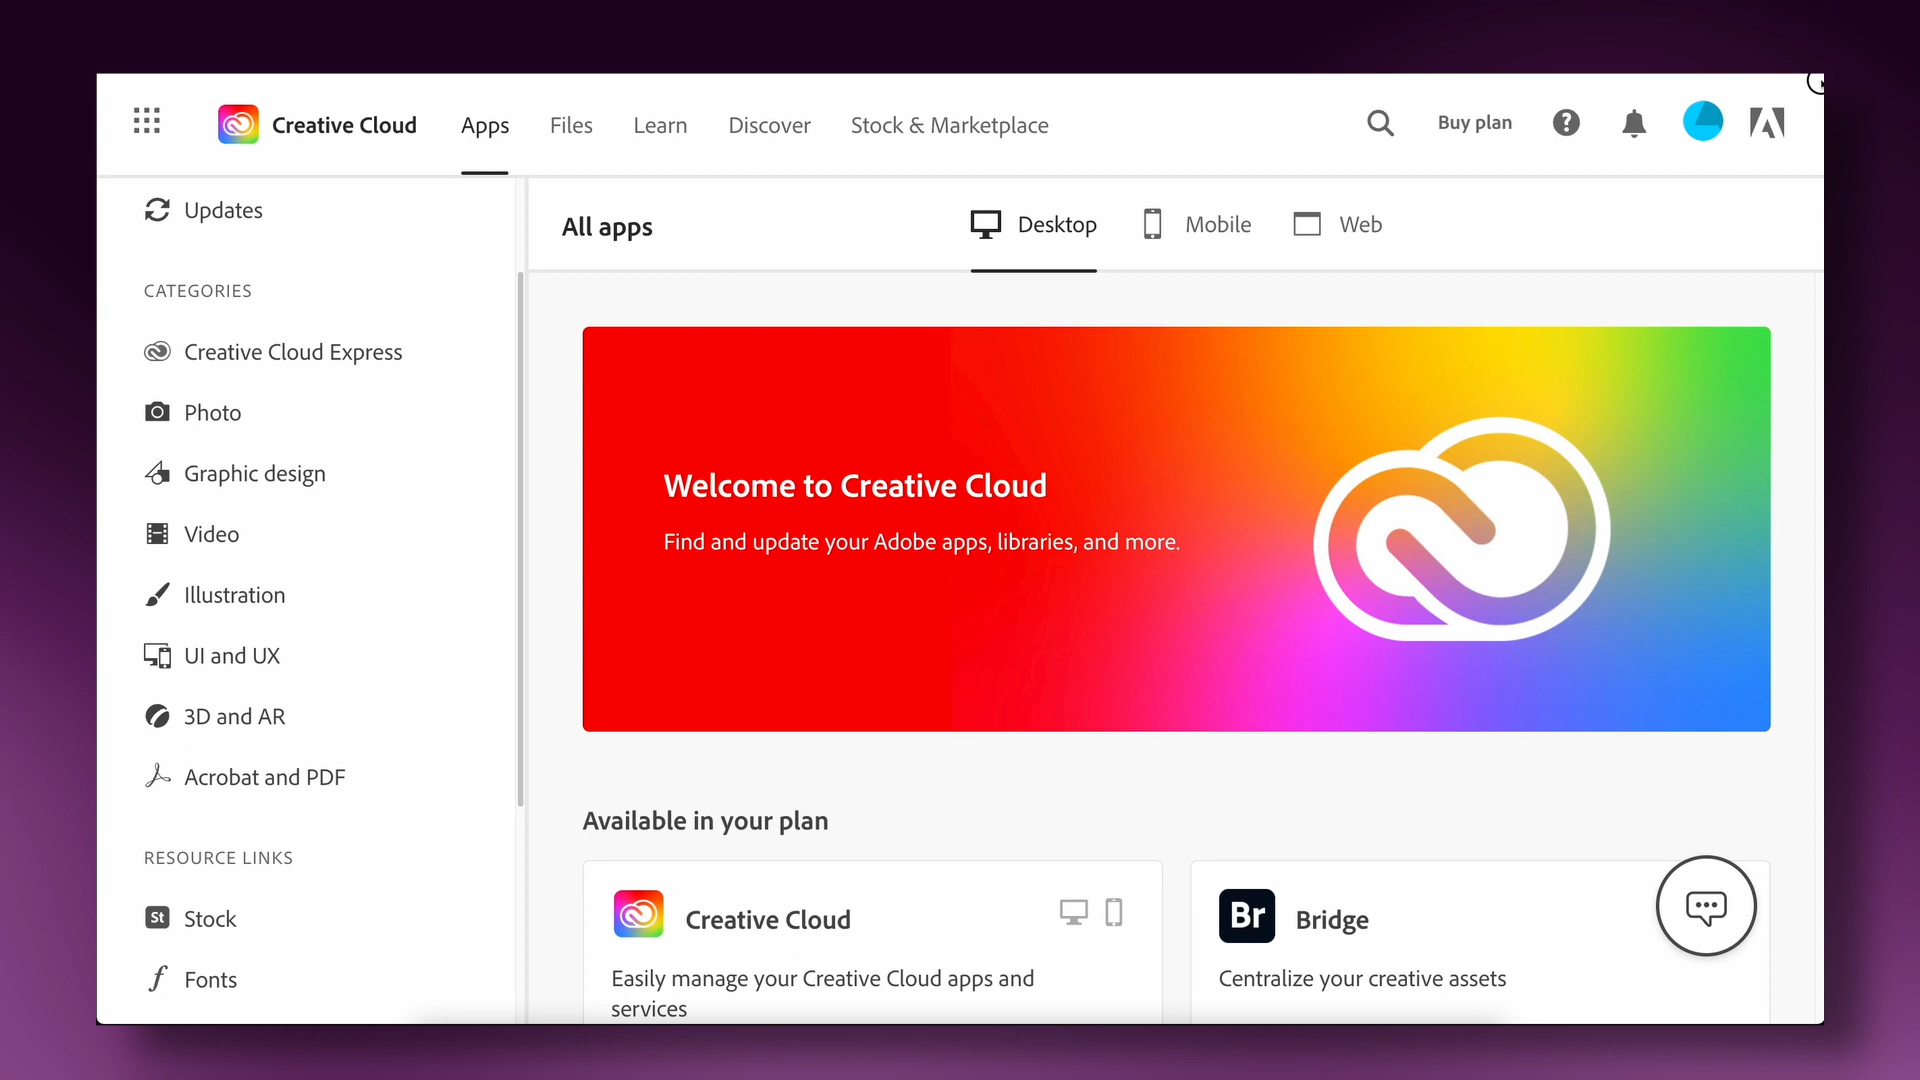 Creative Cloud
Apps
Files
Learn
Discover
Stock & Marketplace
Buy plan
?
Updates
CATEGORIES
Creative Cloud Express
Photo
Graphic design
Video
Illustration
UI and UX
3D and AR
Acrobat and PDF
RESOURCE LINKS
St Stock
Fonts
All apps
Desktop
Mobile
Web
Welcome to Creative Cloud
Find and update your Adobe apps, libraries, and more.
Available in your plan
Creative Cloud
Easily manage your Creative Cloud apps and
services
Br Bridge
Centralize your creative assets